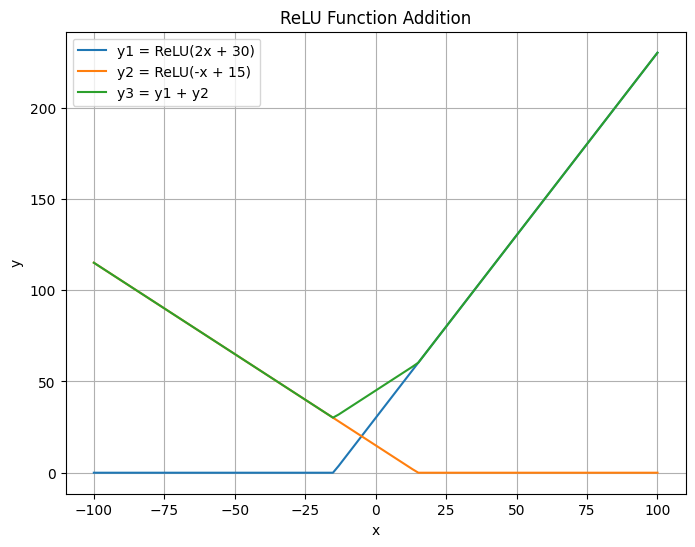 ReLU Function Addition
y1 = ReLU(2x + 30)
y2 = ReLU(-x + 15)
y3 = y1 + y2
y
200
150
100
50
0
−100
−75
−50
−25
0
25
50
75
100
x